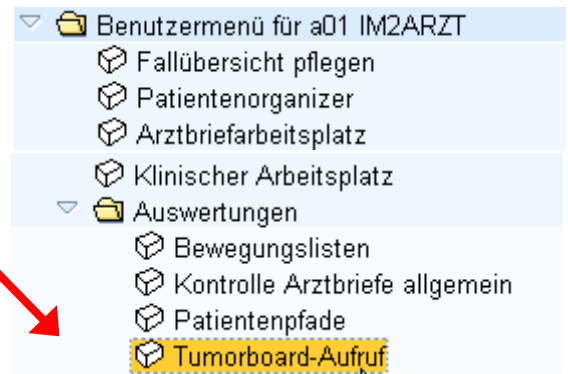 Benutzermenü für a01 IM2ARZT
Fallübersicht pflegen
Patientenorganizer
Arztbriefarbeitsplatz
Klinischer Arbeitsplatz
Auswertungen
Bewegungslisten
Kontrolle Arztbriefe allgemein
Patientenpfade
Tumorboard-Aufruf